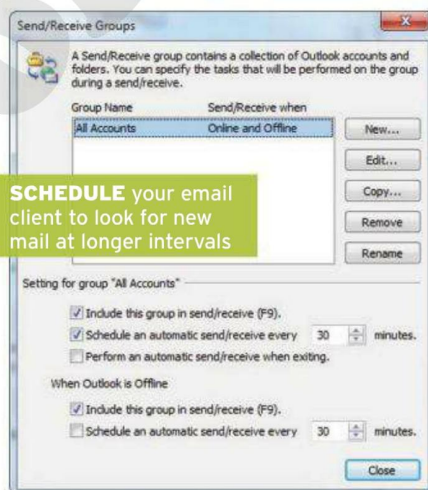 Send/Receive Groups
A Send/Receive group contains a collection of Outlook accounts and
folders. You can specify the tasks that will be performed on the group
during a send/receive.
Group Name Send/Receive when
All Accounts Online and Offline
New...
Edit...
Copy...
Remove
Rename
SCHEDULE your email
client to look for new
mail at longer intervals
Setting for group "All Accounts"
Include this group in send/receive (F9).
Schedule an automatic send/receive every 30 minutes.
Perform an automatic send/receive when exiting.
When Outlook is Offline
Include this group in send/receive (F9).
Schedule an automatic send/receive every 30 minutes.
Close